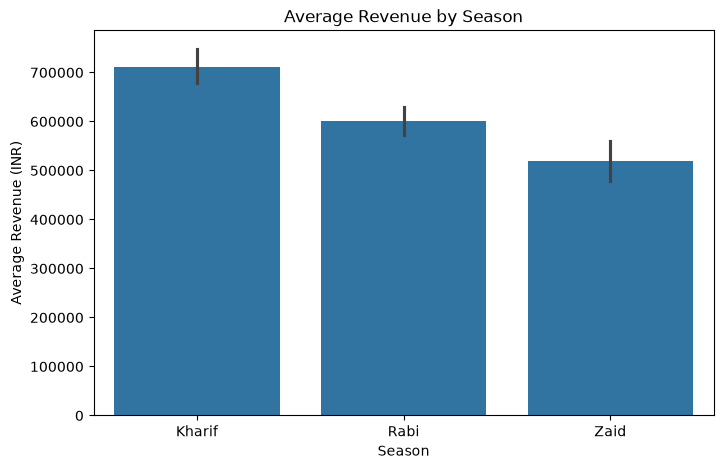 Average Revenue by Season
Average Revenue (INR)
700000
600000
500000
400000
300000
200000
100000
0
Kharif
Rabi
Zaid
Season